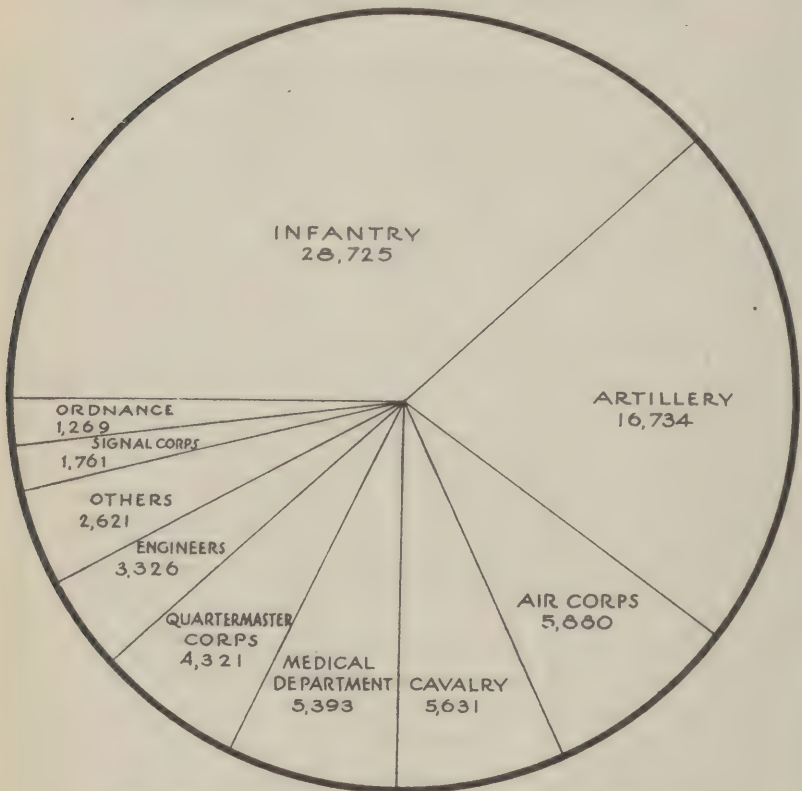 INFANTRY
28,725
ARTILLERY
16,734
AIR CORPS
5,880
CAVALRY
5,631
MEDICAL
DEPARTMENT
5,393
QUARTERMASTER
CORPS
4,321
ENGINEERS
3,326
OTHERS
2,621
SIGNAL CORPS
1,761
ORDNANCE
1,269